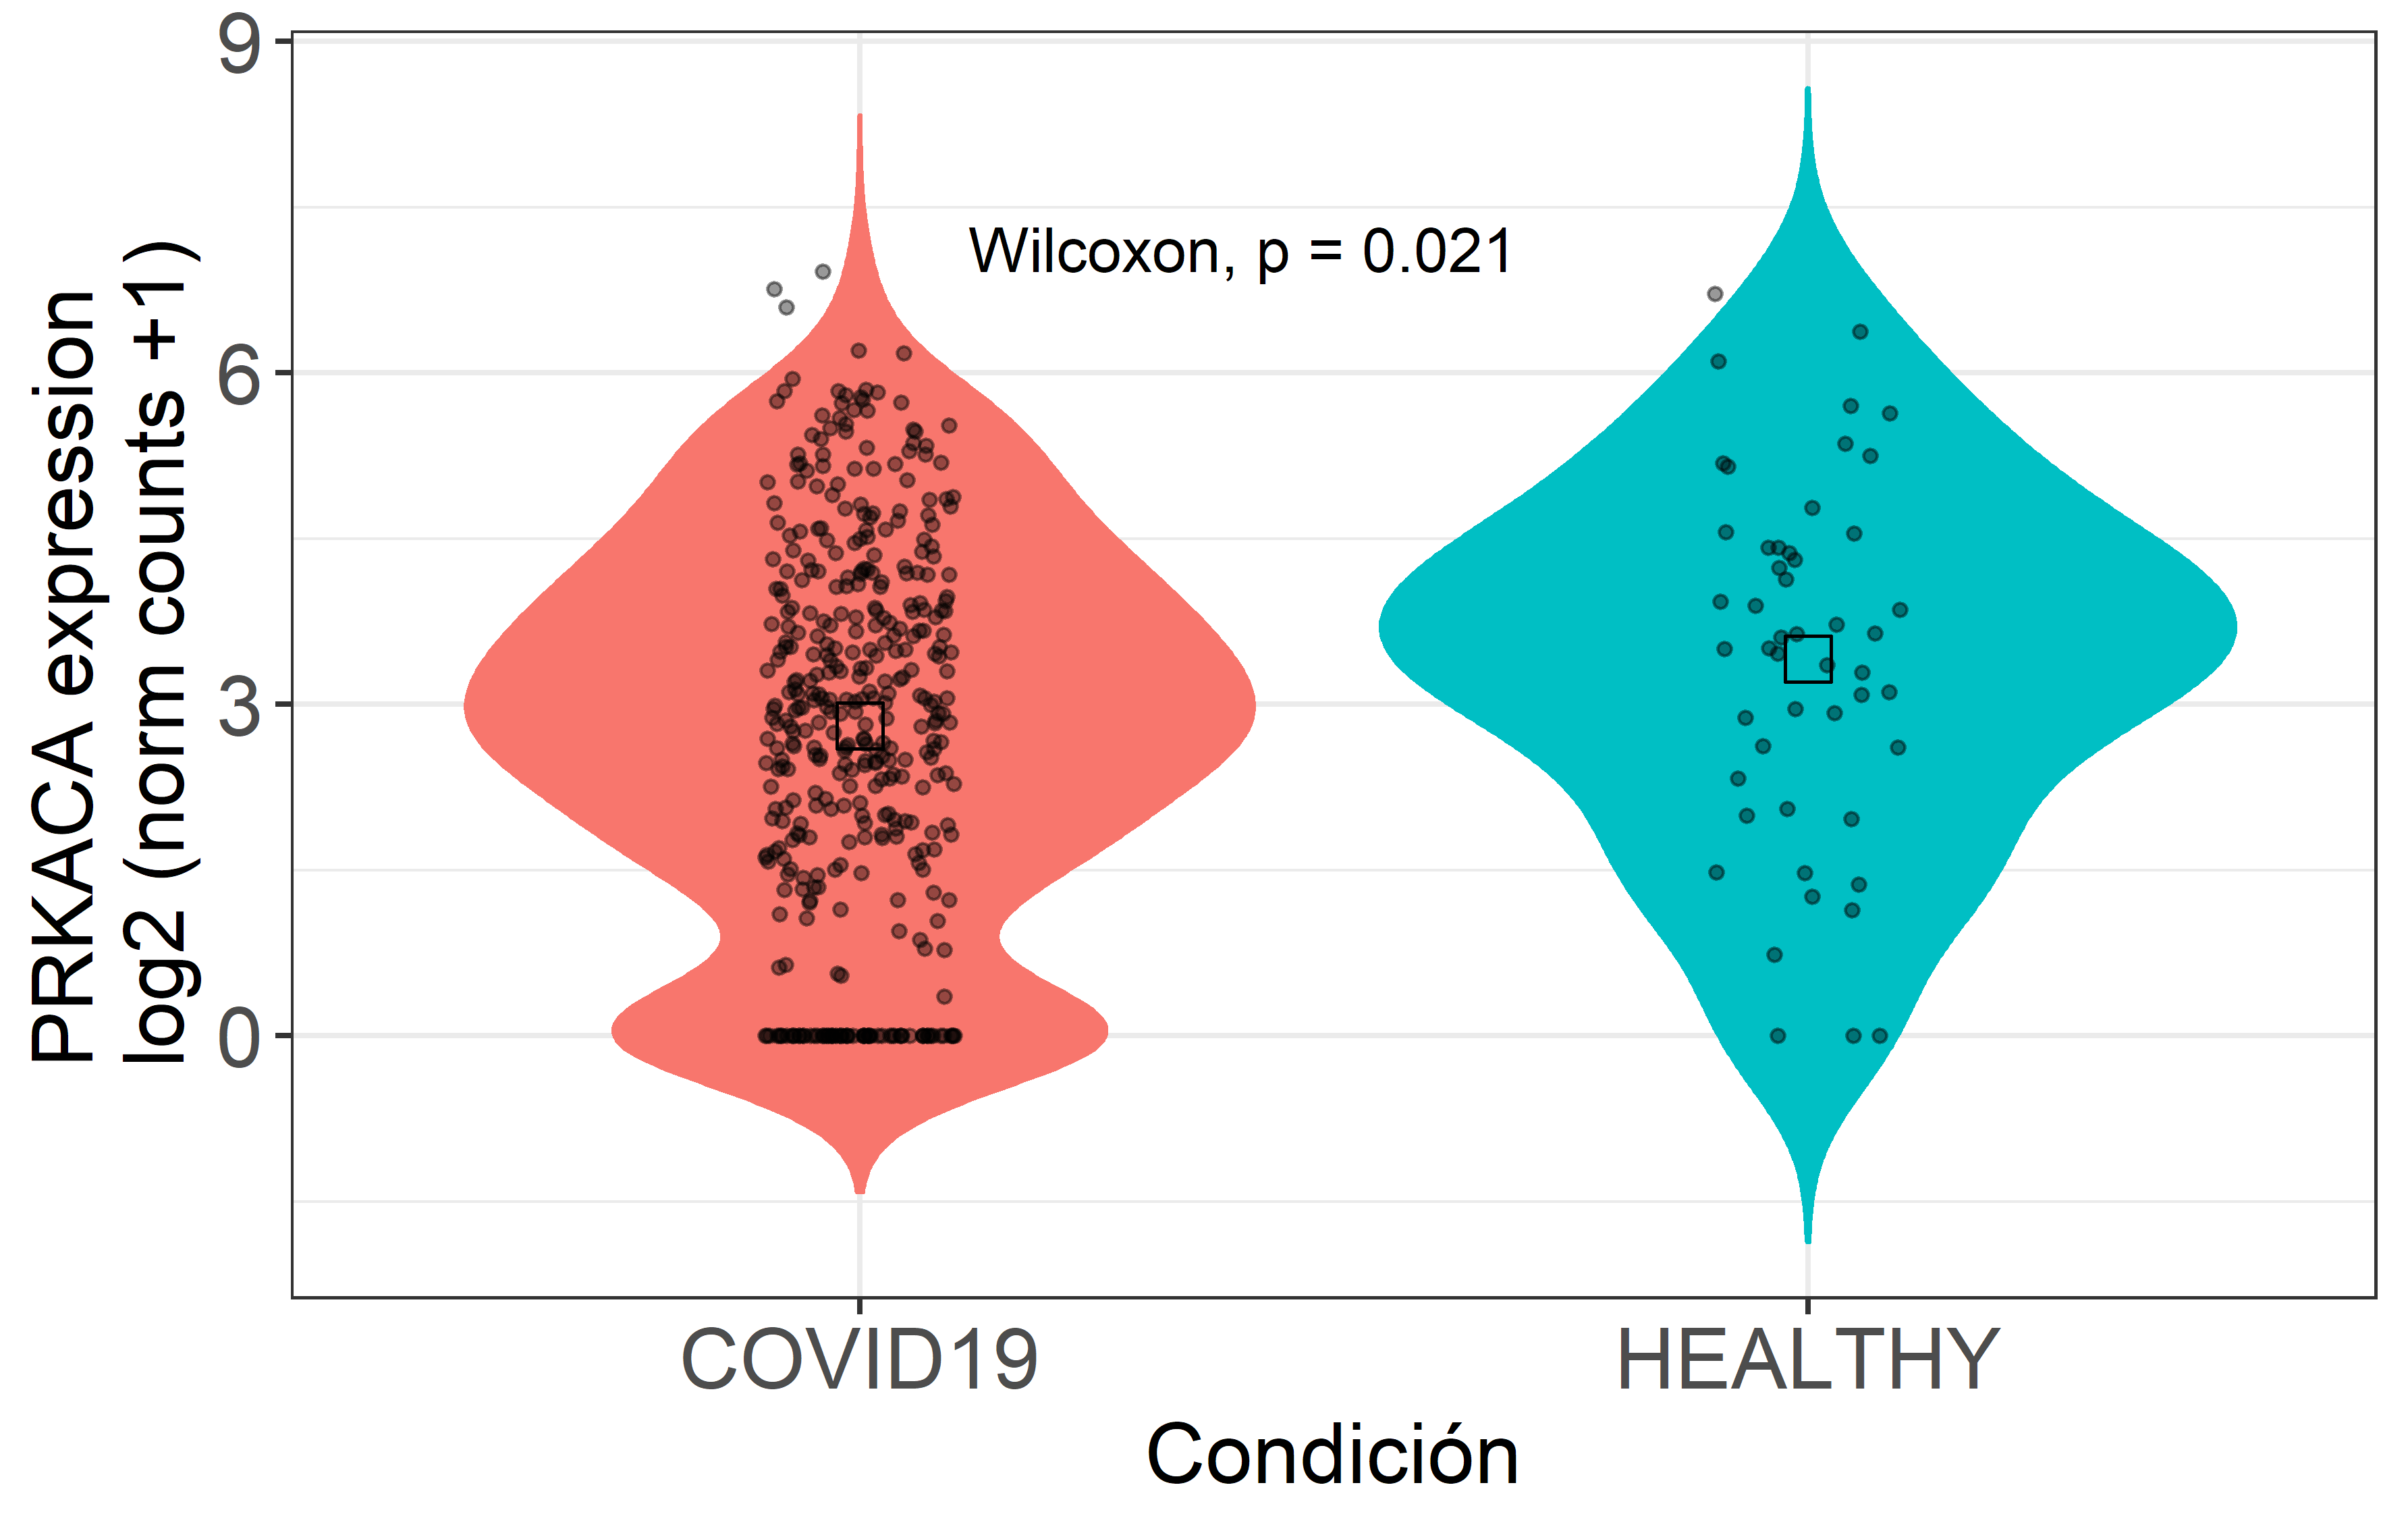 PRKACA expression
log2 (norm counts +1)
9
6
3
0
Wilcoxon, p = 0.021
COVID19
HEALTHY
Condición